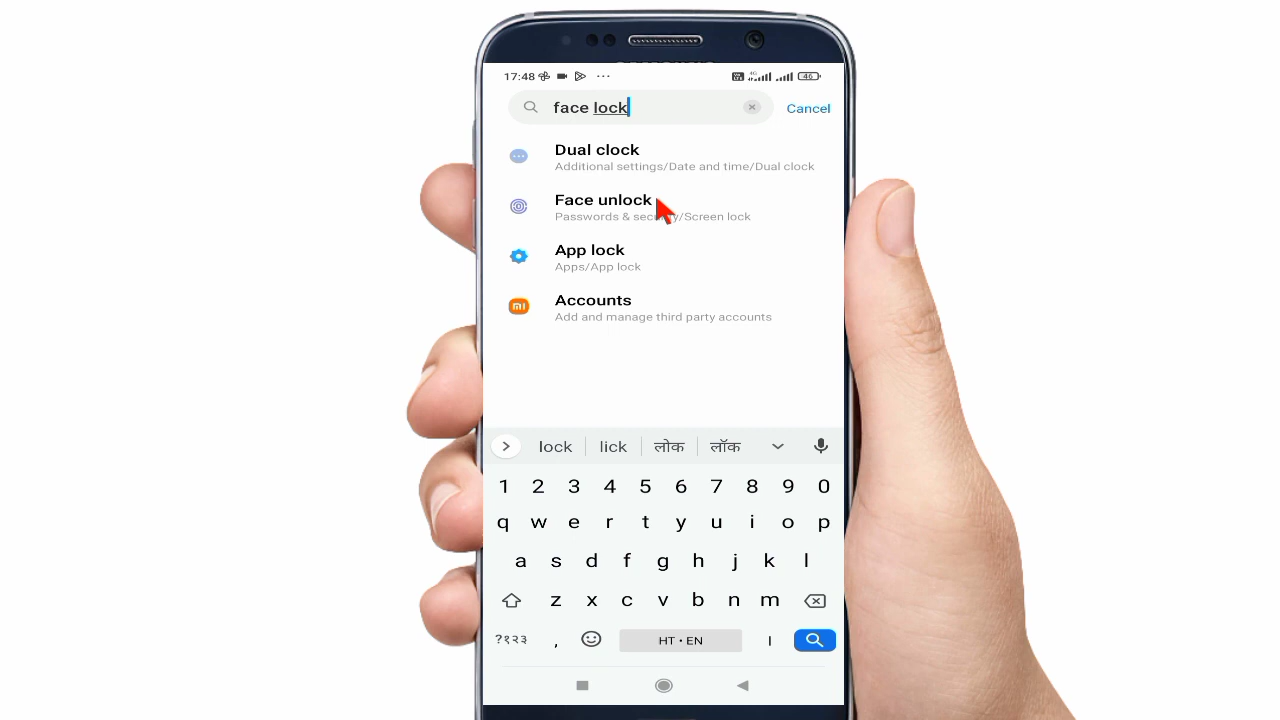 17:48
46
face lock
Cancel
Dual clock
Additional settings/Date and time/Dual clock
Face unlock
Passwords & security/Screen lock
App lock
Apps/App lock
Accounts
Add and manage third party accounts
lock lick लोक लॉक
1 2 3 4 5 6 7 8 9 0
q w e r t y u i o p
a s d f g h j k l
z x c v b n m
?१२३ , HT • EN ।